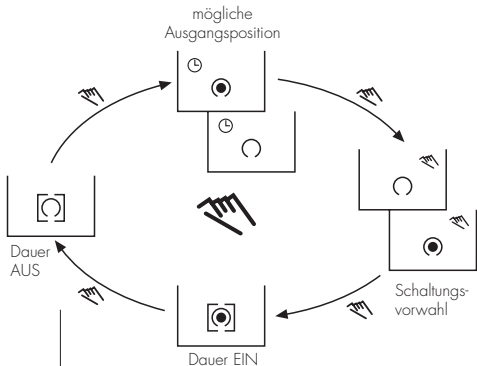 mögliche
Ausgangsposition
Dauer
AUS
Schaltungs-
vorwahl
Dauer EIN